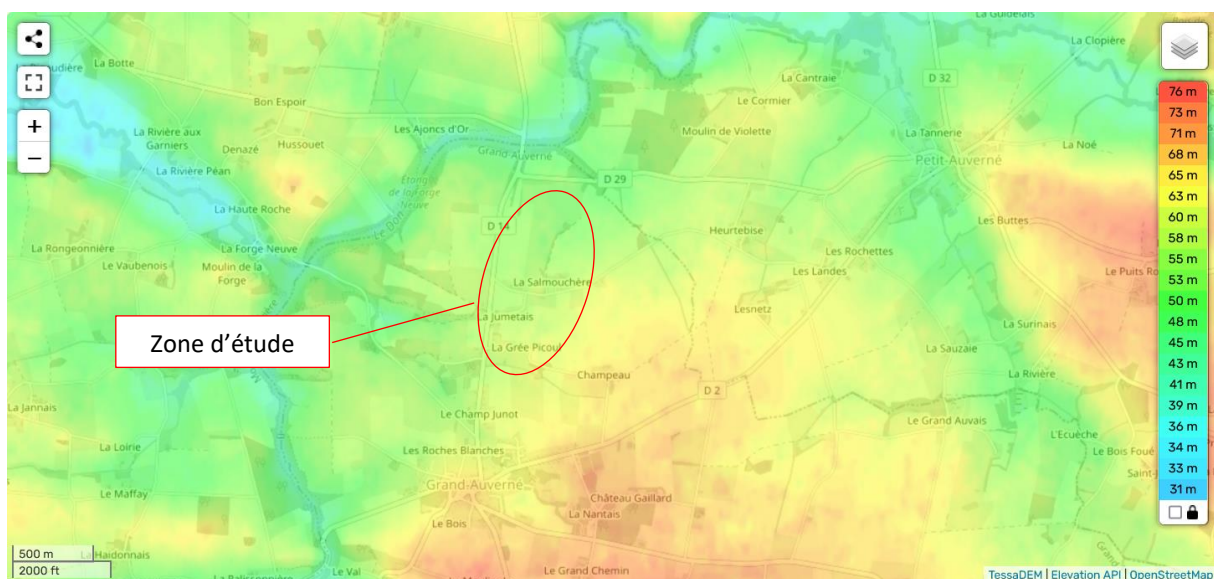 La Guidelais
La Clopière
La Botte
La Cantraie
D 32
Bon Espoir
Le Cormier
76 m
73 m
71 m
68 m
65 m
63 m
60 m
58 m
55 m
53 m
50 m
48 m
45 m
43 m
41 m
39 m
36 m
34 m
33 m
31 m
+
−
La Rivière aux
Garniers
Denazé
Hussouet
Les Ajoncs d'Or
Moulin de Violette
La Tannerie
La Noë
Grand Auverné
Petit-Auverné
La Rivière Péan
Étang
de la Forge
Neuve
Le Don
D 29
La Haute Roche
D 14
Les Buttes
Heurtebise
La Rongeonnière
La Forge Neuve
Le Vaubenois
Moulin de la
Forge
Les Rochettes
Les Landes
Le Puits Ro
La Salmouchère
La Jumetais
Lesnetz
La Surinais
Zone d'étude
La Grée Picoul
La Sauzaie
Champeau
La Rivière
D 2
La Jannais
Le Champ Junot
Le Grand Auvais
L'Ecuèche
La Loirie
Les Roches Blanches
Le Bois Foué
Saint-J
Grand-Auverné
Le Maffay
Château Gaillard
La Nantais
Le Bois
500 m
2000 ft
La Haidonnais
Le Val
Le Grand Chemin
TessaDEM | Elevation API | OpenStreetMap